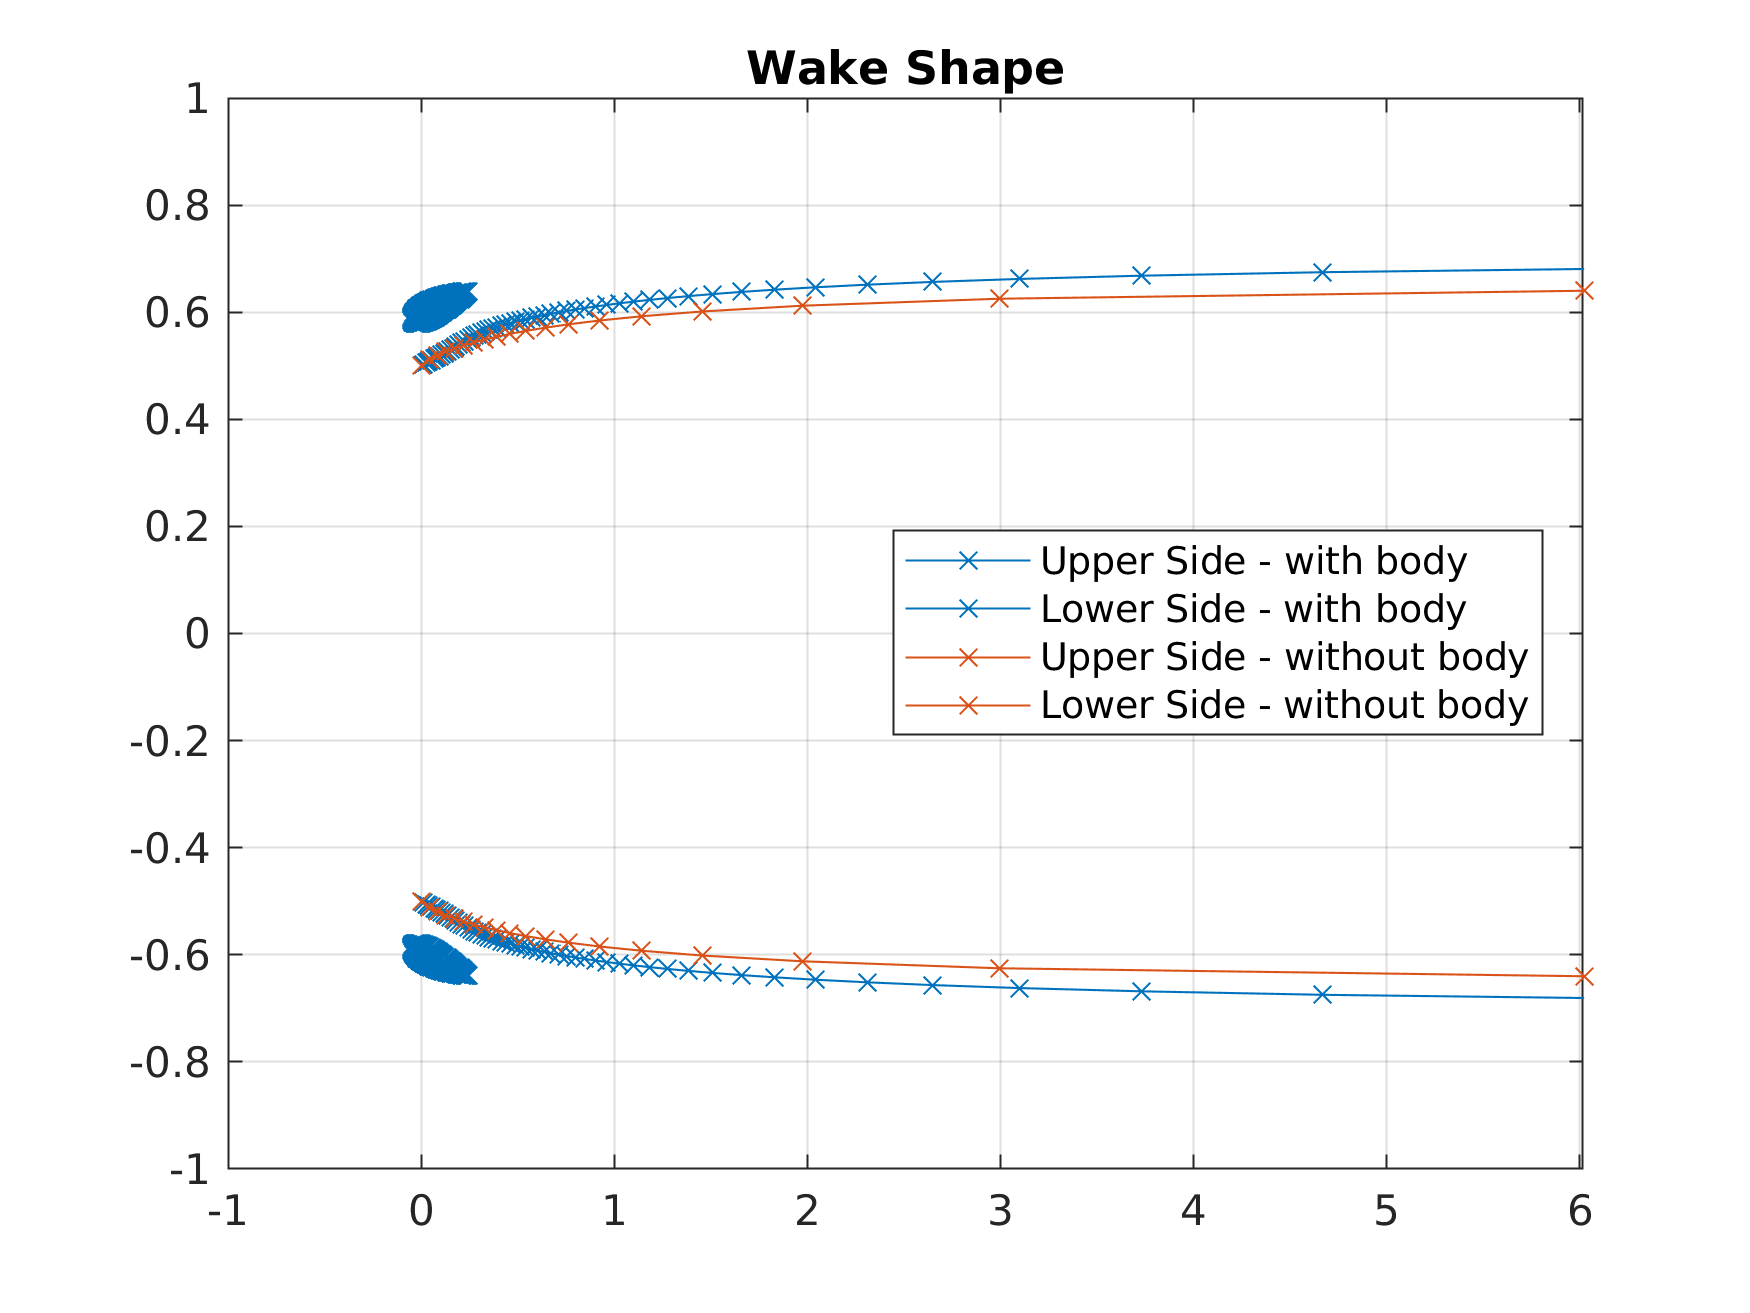 Wake Shape
1
0.8
0.6
0.4
0.2
0
-0.2
-0.4
-0.6
-0.8
-1
Upper Side - with body
Lower Side - with body
Upper Side - without body
Lower Side - without body
-1 0 1 2 3 4 5 6